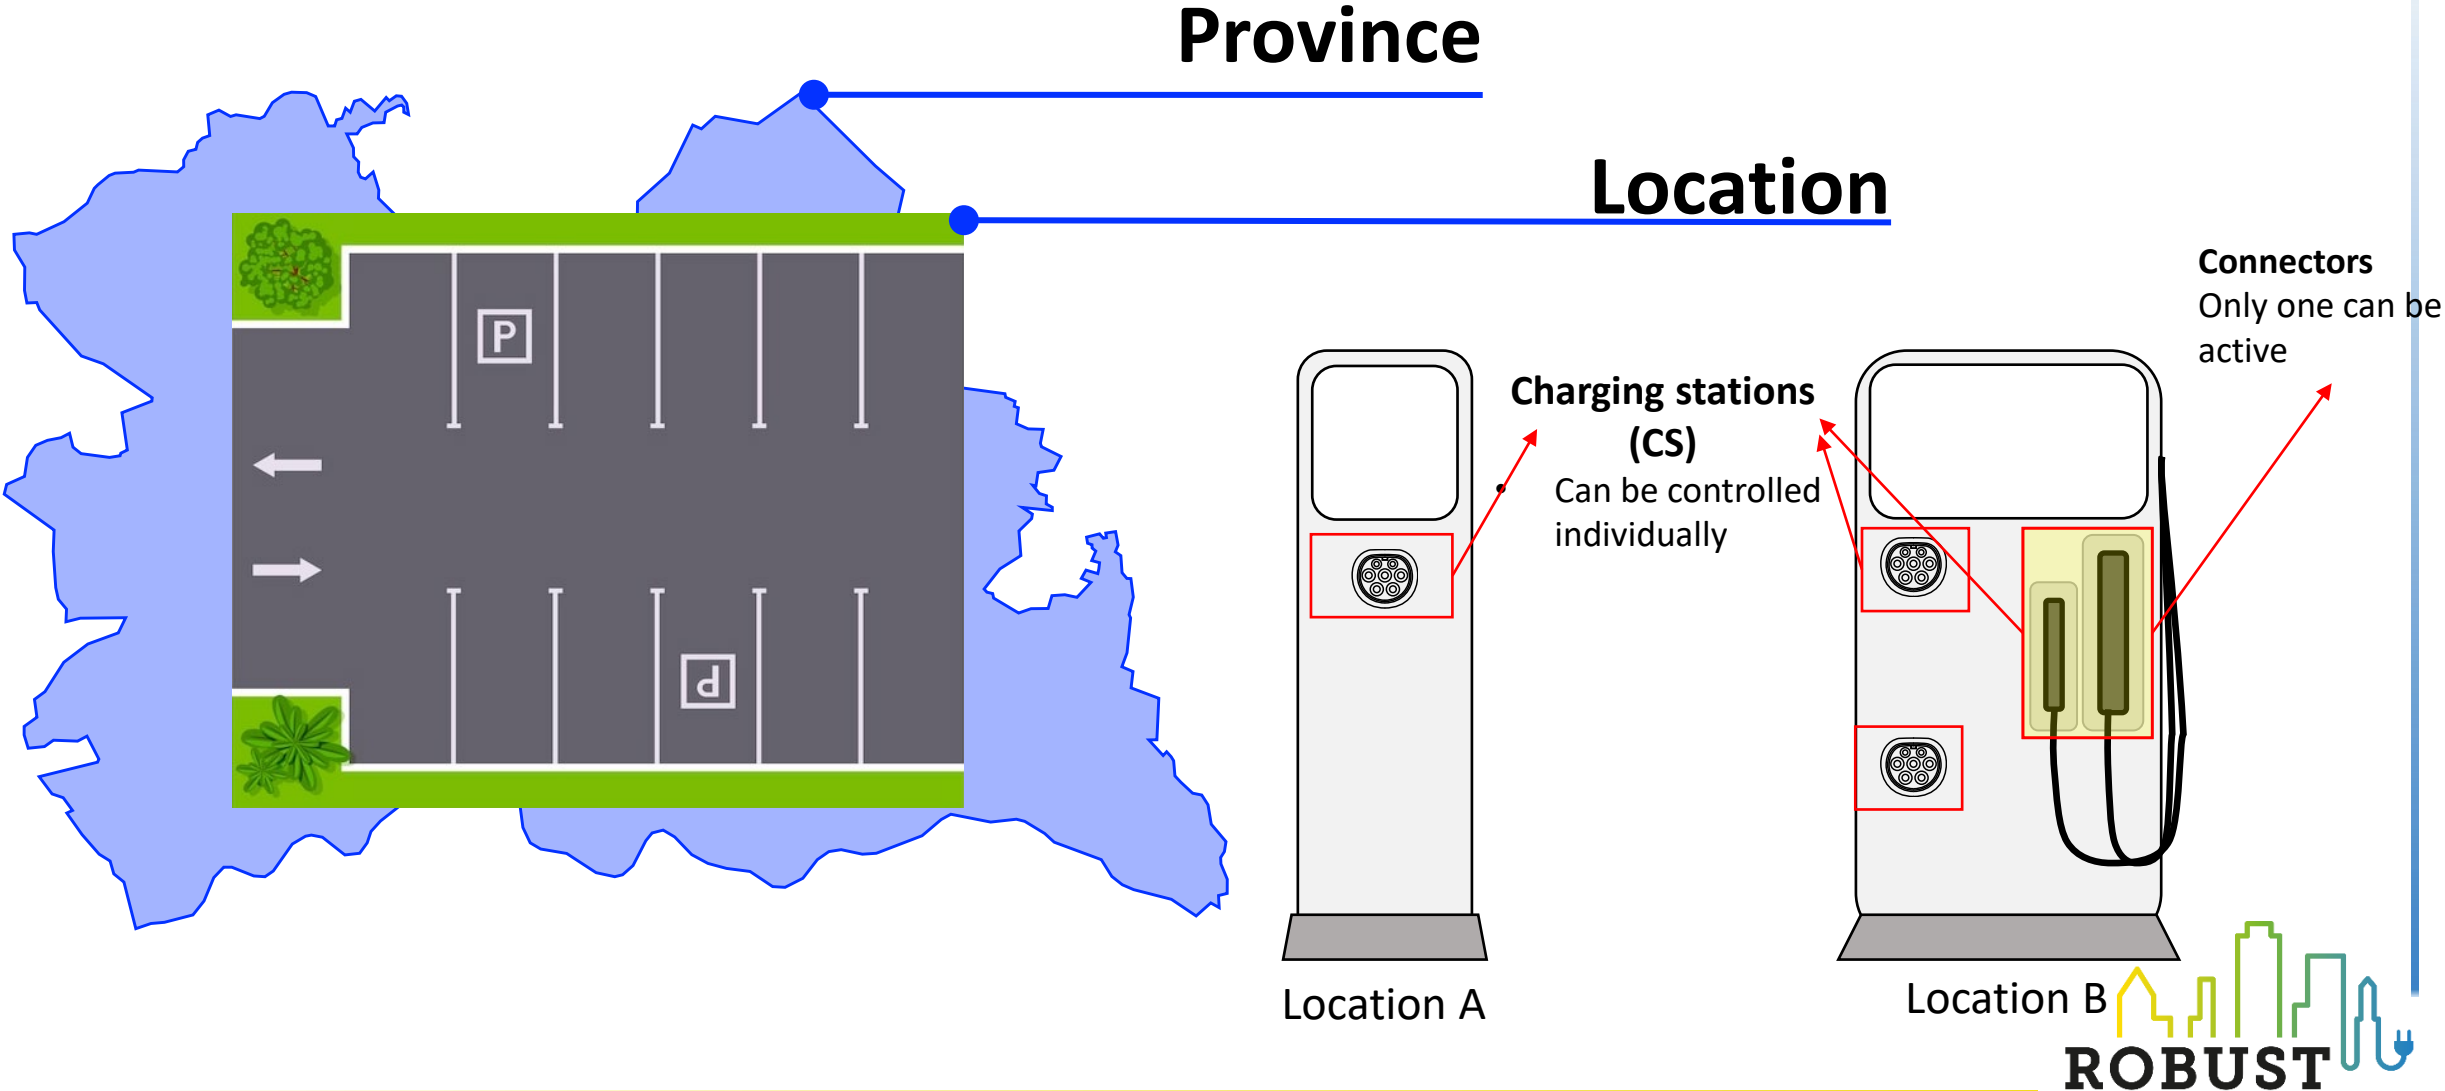 Province
Location
Connectors
Only one can be
active
Charging stations
(CS)
Can be controlled
individually
P
P
Location A
Location B
ROBUST